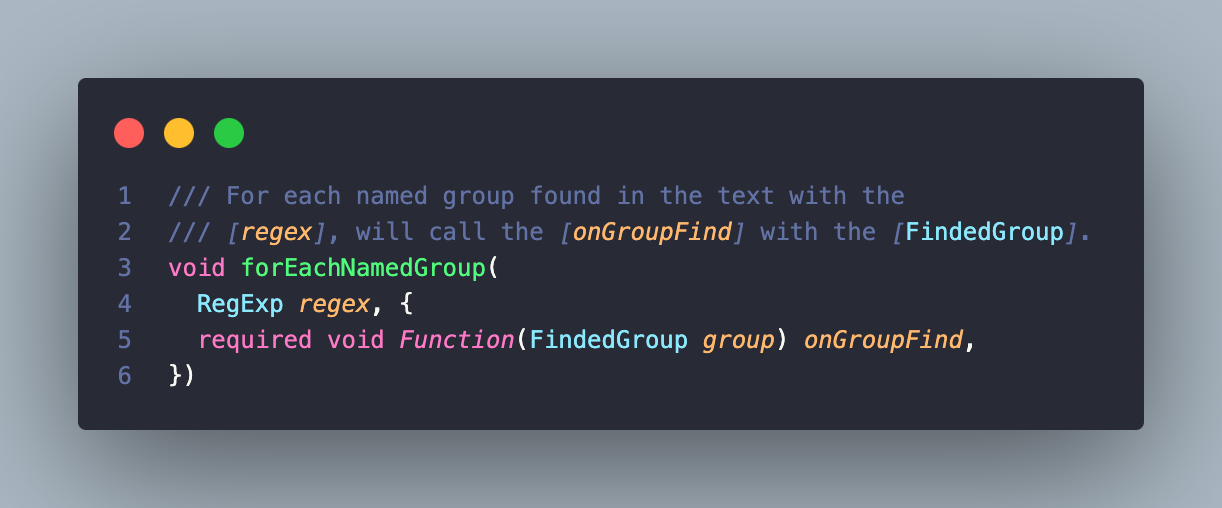 1 /// For each named group found in the text with the
2 /// [regex], will call the [onGroupFind] with the [FindedGroup].
3 void forEachNamedGroup(
4   RegExp regex, {
5   required void Function(FindedGroup group) onGroupFind,
6 })